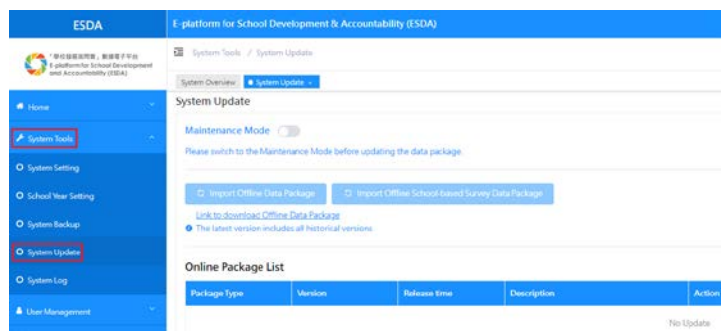 ESDA
E-platform for School Development & Accountability (ESDA)
E-platform for School Development
and Accountability (ESDA)
System Tools / System Update
System Overview
System Update
Home
System Tools
System Setting
School Year Setting
System Backup
System Update
System Log
User Management
System Update
Maintenance Mode
Please switch to the Maintenance Mode before updating the data package.
Import Offline Data Package
Import Offline School-based Survey Data Package
Link to download Offline Data Package
The latest version includes all historical versions
Online Package List
Package Type Version Release time Description Action
No Update